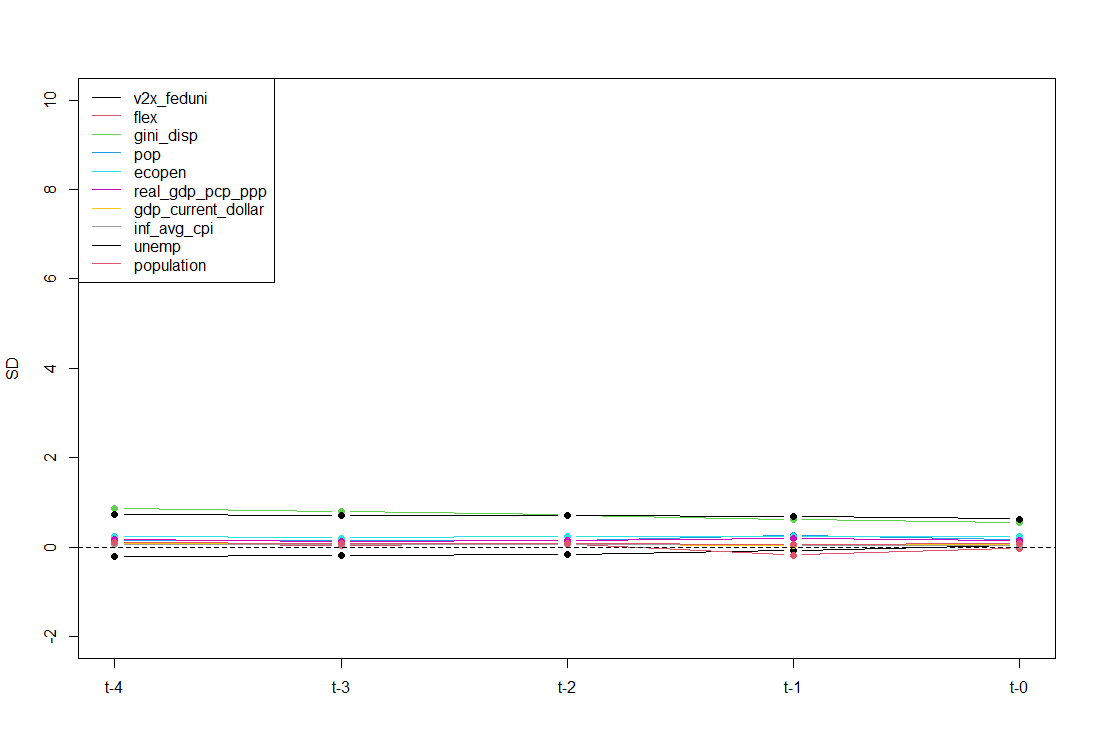 v2x_feduni
flex
gini_disp
pop
ecopen
real_gdp_pcp_ppp
gdp_current_dollar
inf_avg_cpi
unemp
population
SD
10
8
6
4
2
0
-2
t-4 t-3 t-2 t-1 t-0